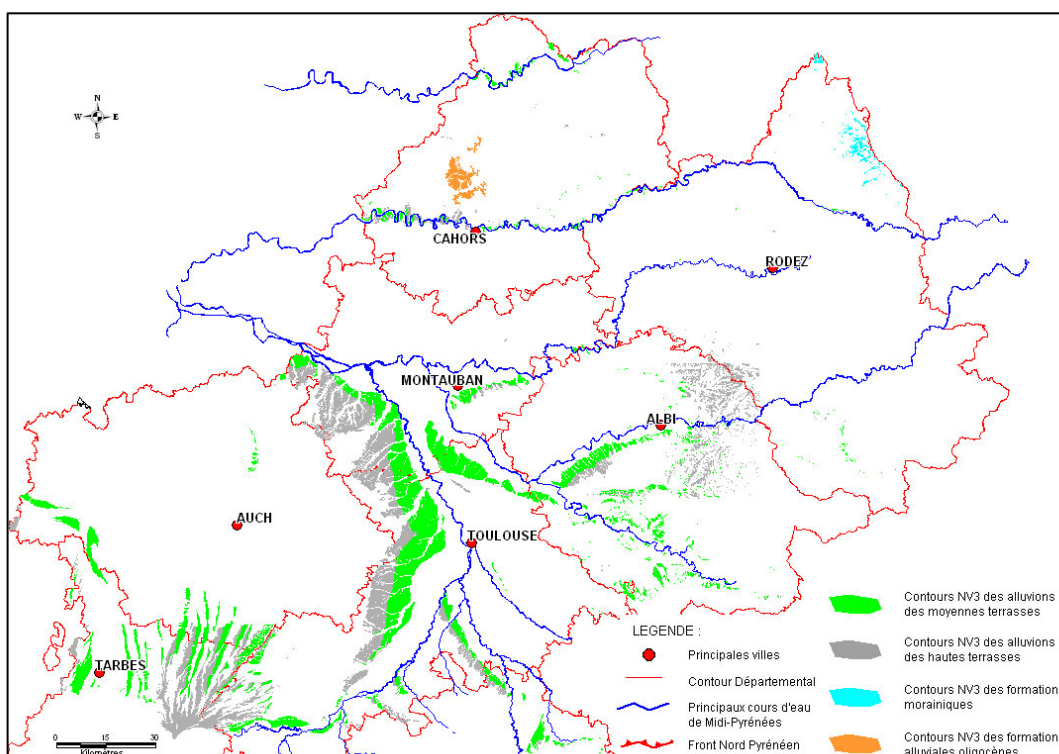 N
W E
S
CAHORS
RODEZ
MONTAUBAN
ALBI
AUCH
TOULOUSE
TARBES
0 15 30
Kilomètres
LEGENDE :
Principales villes
Contour Départemental
Principaux cours d'eau
de Midi-Pyrénées
Front Nord Pyrénéen
Contours NV3 des alluvions
des moyennes terrasses
Contours NV3 des alluvions
des hautes terrasses
Contours NV3 des formation
morainiques
Contours NV3 des formation
alluviales oligocènes